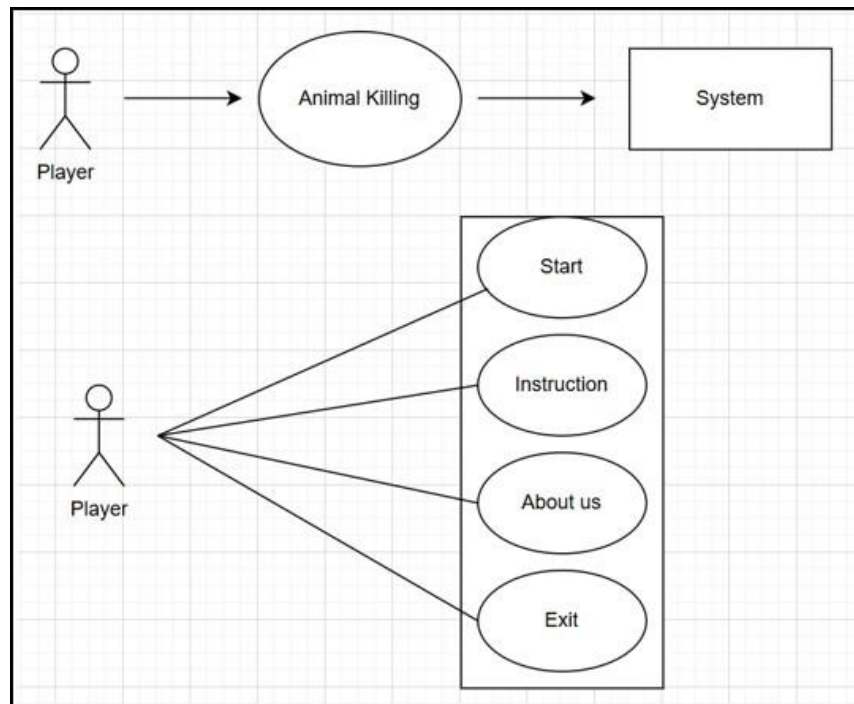 Animal Killing
System
Player
Start
Instruction
About us
Player
Exit